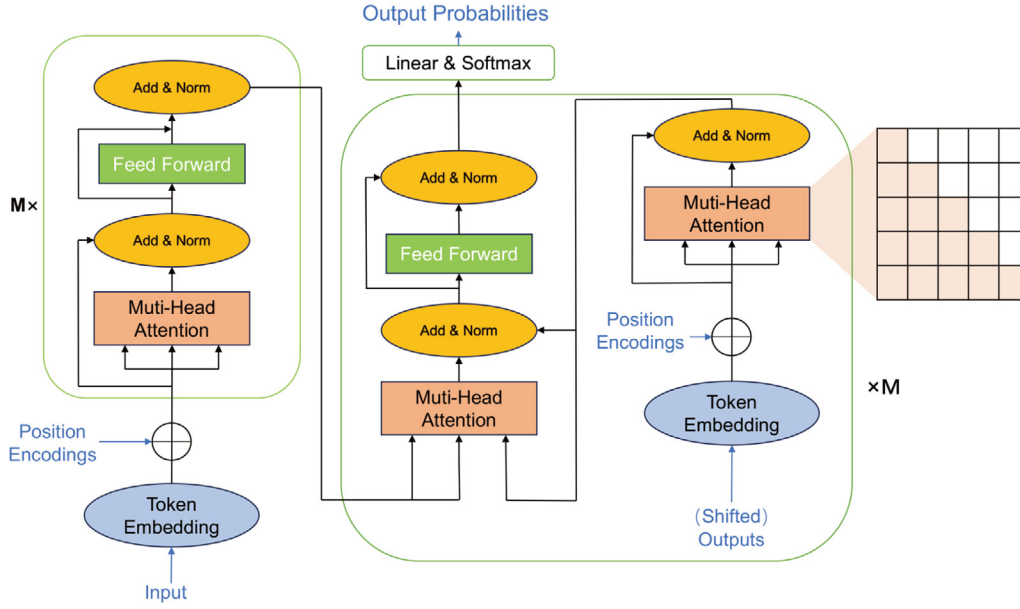 Output Probabilities
Linear & Softmax
Add & Norm
Feed Forward
M×
Add & Norm
Muti-Head
Attention
Position
Encodings
Token
Embedding
Input
Add & Norm
Feed Forward
Add & Norm
Muti-Head
Attention
Add & Norm
Muti-Head
Attention
Position
Encodings
Token
Embedding
(Shifted)
Outputs
×M